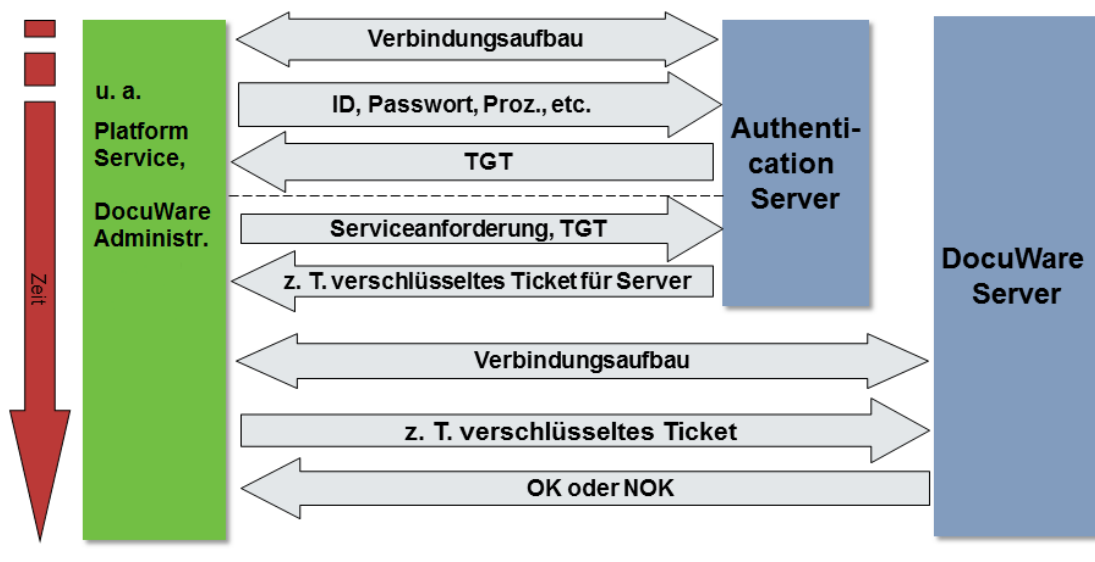 Verbindungsaufbau
u. a.
Platform
Service,
DocuWare
Administr.
ID, Passwort, Proz., etc.
TGT
Serviceanforderung, TGT
z. T. verschlüsseltes Ticket für Server
Authenti-
cation
Server
DocuWare
Server
Zeit
Verbindungsaufbau
z. T. verschlüsseltes Ticket
OK oder NOK